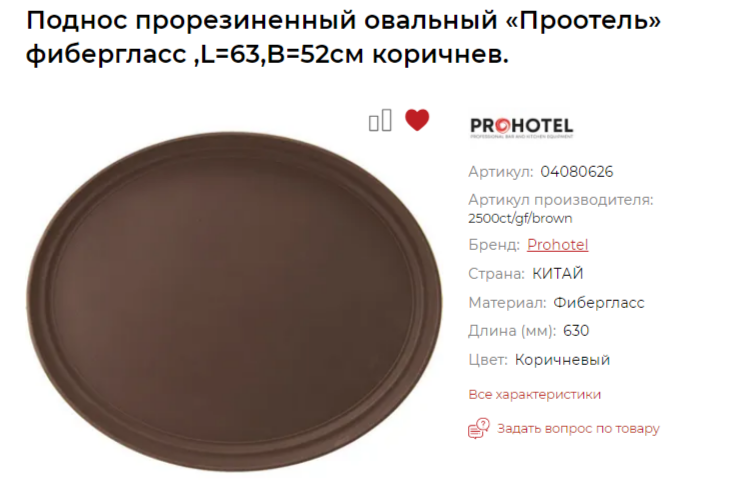 Поднос прорезиненный овальный «Проотель»
фибергласс ,L=63,B=52см коричнев.
PROHOTEL
PROFESSIONAL BAR AND KITCHEN EQUIPMENT
Артикул: 04080626
Артикул производителя:
2500ct/gf/brown
Бренд: Prohotel
Страна: КИТАЙ
Материал: Фибергласс
Длина (мм): 630
Цвет: Коричневый
Все характеристики
Задать вопрос по товару